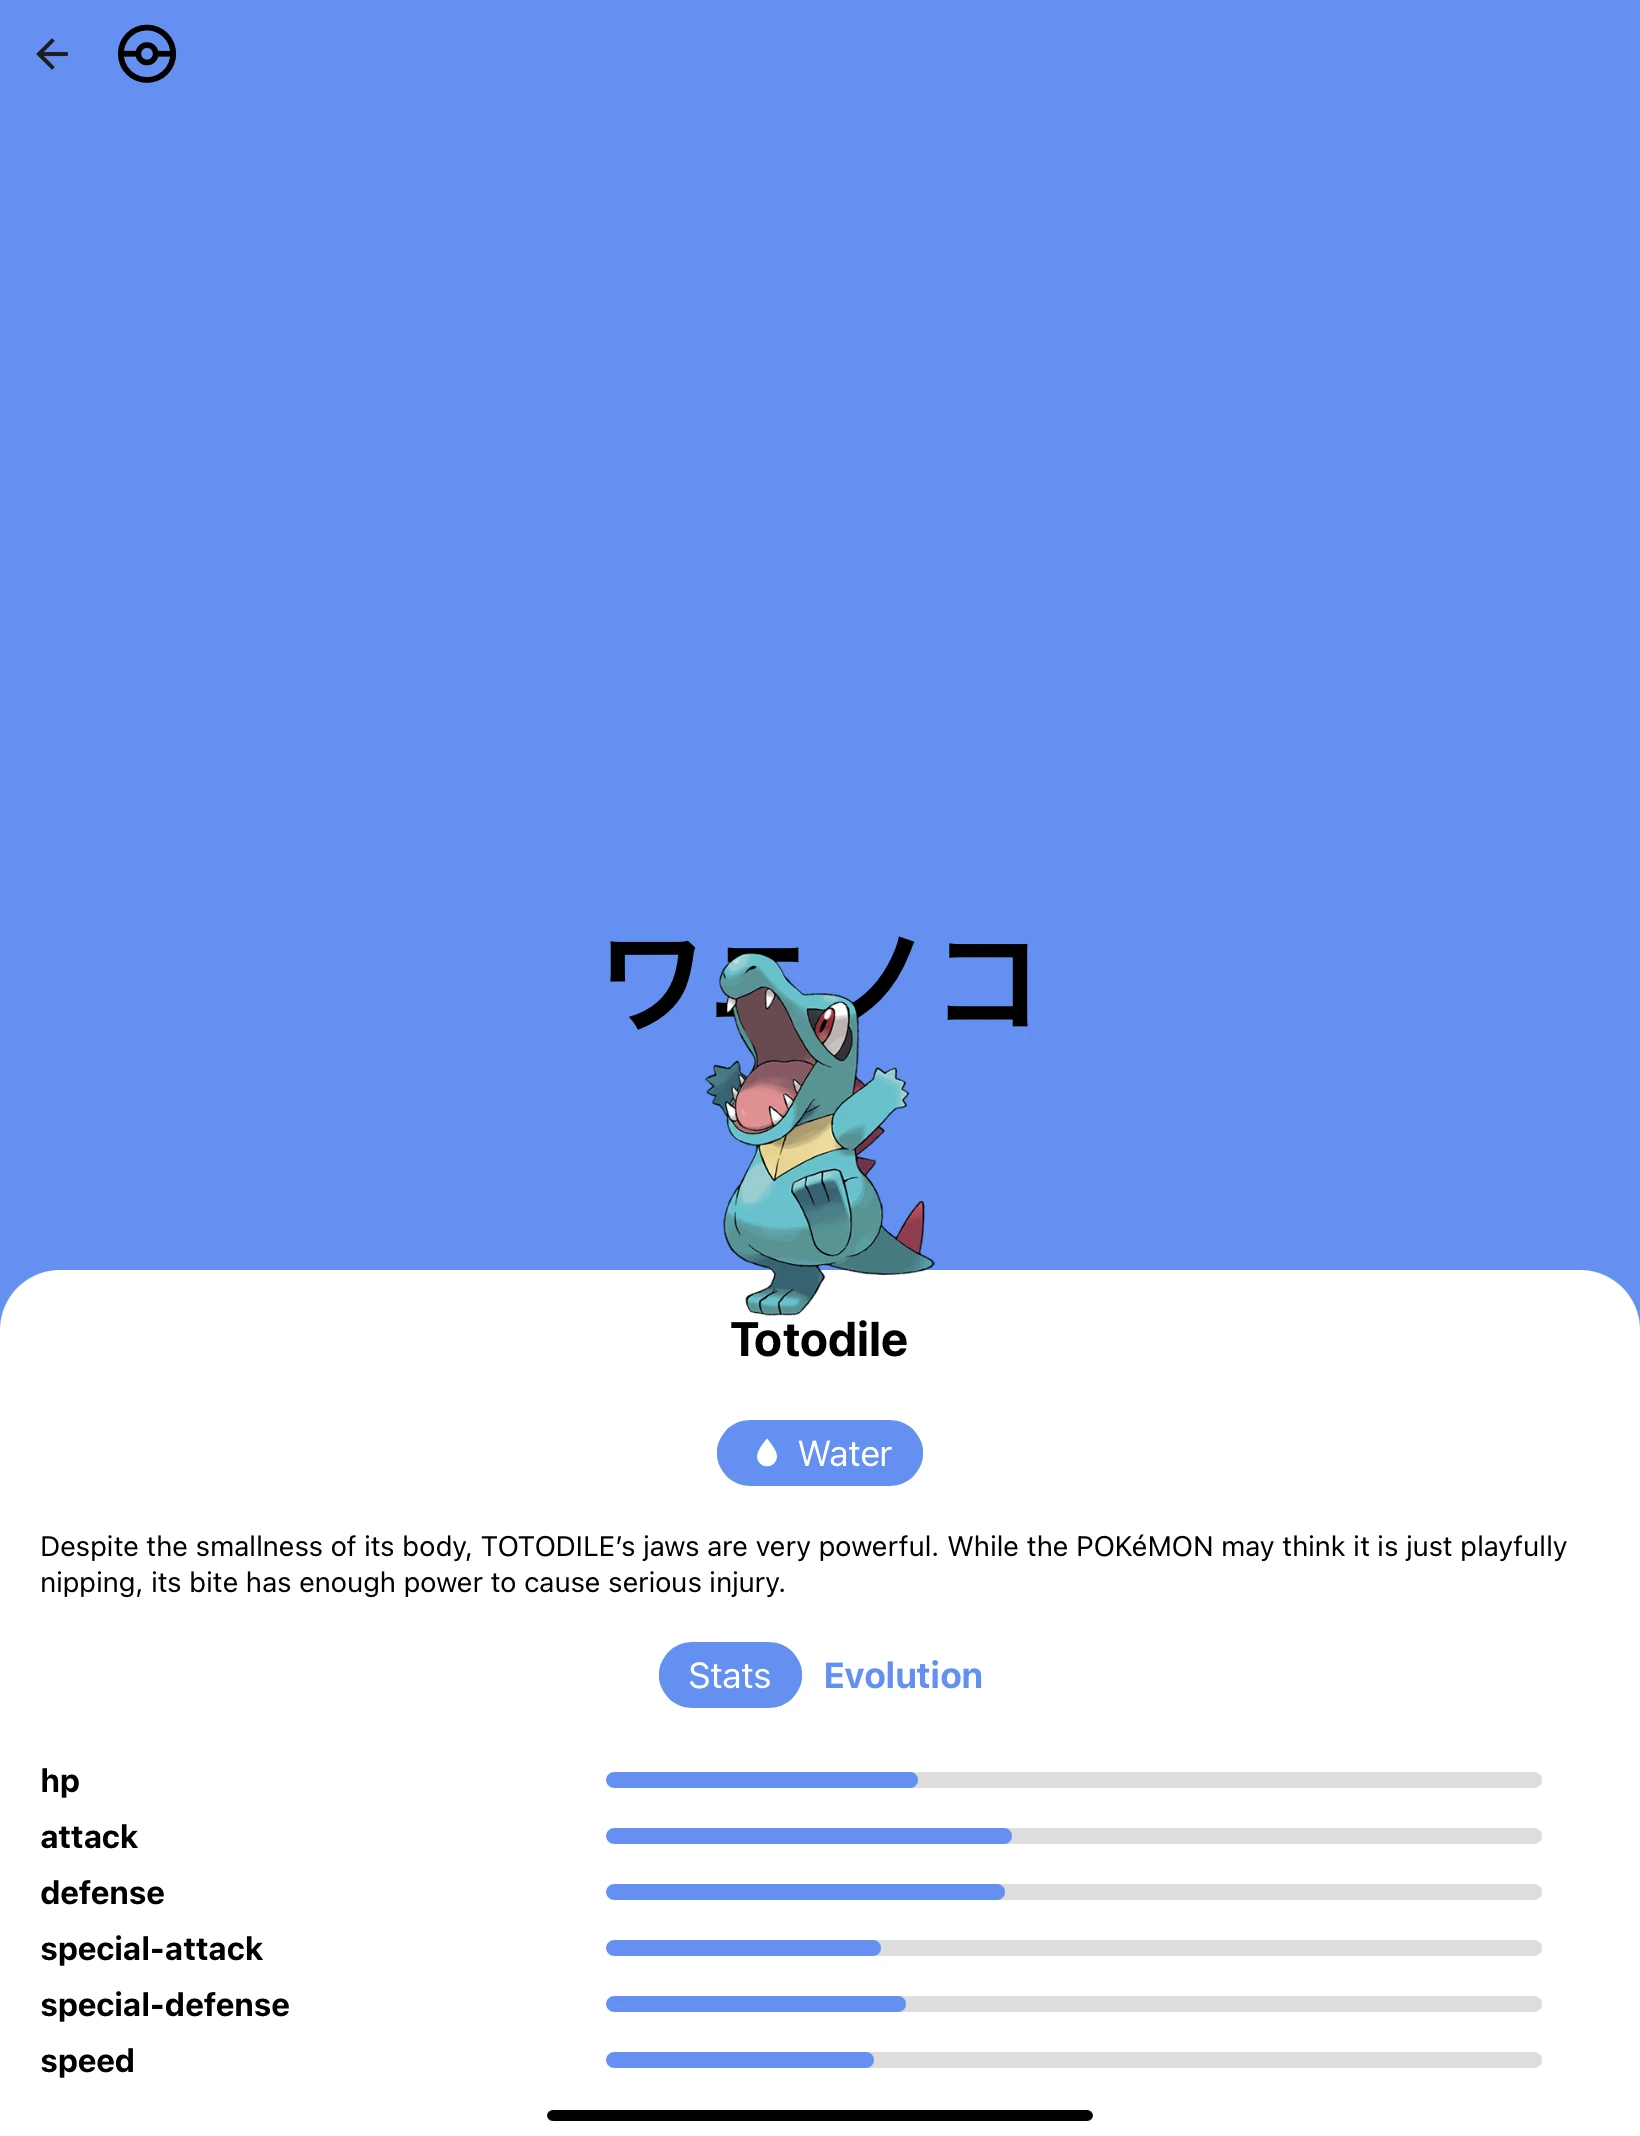 ワニノコ
Totodile
Water
Despite the smallness of its body, TOTODILE’s jaws are very powerful. While the POKéMON may think it is just playfully
nipping, its bite has enough power to cause serious injury.
Stats Evolution
hp
attack
defense
special-attack
special-defense
speed